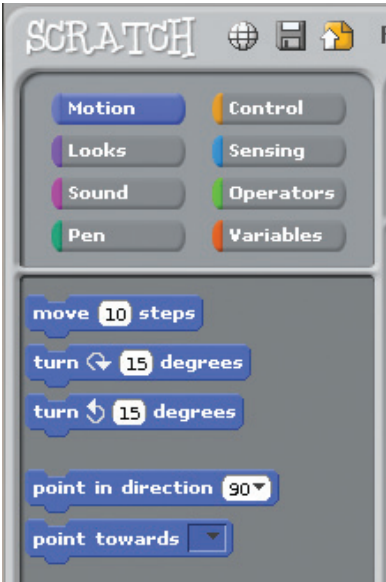 SCRATCH
Motion Control
Looks Sensing
Sound Operators
Pen Variables
move 10 steps
turn 15 degrees
turn 15 degrees
point in direction 90
point towards